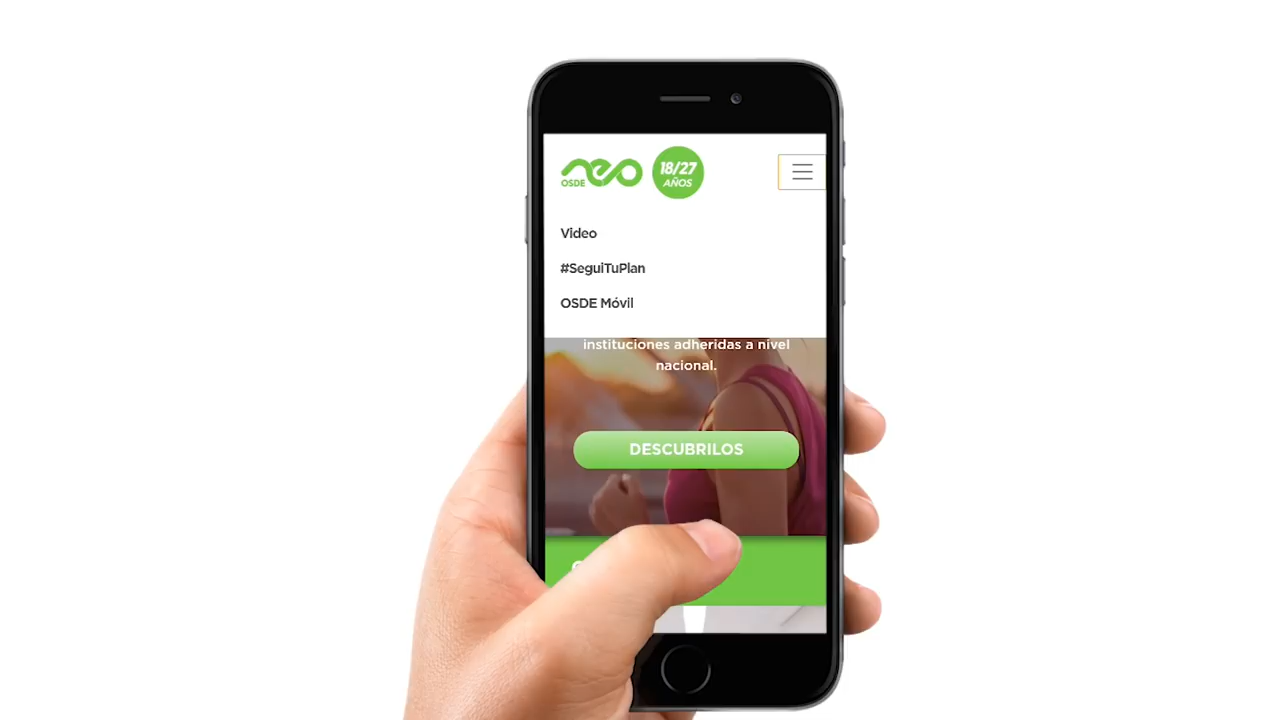 neo
OSDE
18/27
AÑOS
Video
#SeguiTuPlan
OSDE Móvil
instituciones adheridas a nivel
nacional.
DESCUBRILOS